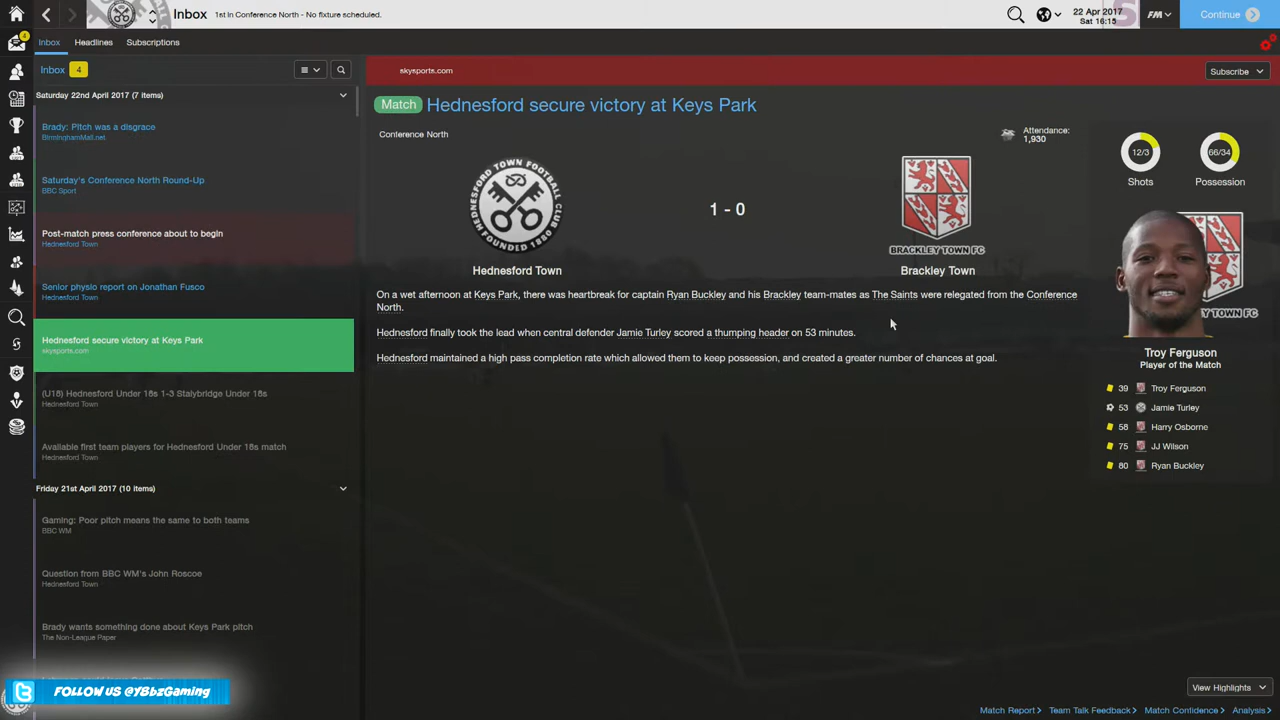 Inbox
1st in Conference North - No fixture scheduled.
22 Apr 2017
Sat 16:15
FM
Continue
4
Inbox
Headlines
Subscriptions
Inbox 4
Saturday 22nd April 2017 (7 items)
Brady: Pitch was a disgrace
BirminghamMail.net
Saturday's Conference North Round-Up
BBC Sport
Post-match press conference about to begin
Hednesford Town
Senior physio report on Jonathan Fusco
Hednesford Town
Hednesford secure victory at Keys Park
skysports.com
(U18) Hednesford Under 18s 1-3 Stalybridge Under 18s
Hednesford Town
Available first team players for Hednesford Under 18s match
Hednesford Town
Friday 21st April 2017 (10 items)
Gaming: Poor pitch means the same to both teams
BBC WM
Question from BBC WM's John Roscoe
Hednesford Town
Brady wants something done about Keys Park pitch
The Non-League Paper
FOLLOW US @YBbzGaming
skysports.com
Subscribe
Match Hednesford secure victory at Keys Park
Conference North
Attendance:
1,930
HEDNESFORD TOWN FOOTBALL CLUB
FOUNDED 1880
1 - 0
BRACKLEY TOWN FC
Hednesford Town
Brackley Town
On a wet afternoon at Keys Park, there was heartbreak for captain Ryan Buckley and his Brackley team-mates as The Saints were relegated from the Conference
North.
Hednesford finally took the lead when central defender Jamie Turley scored a thumping header on 53 minutes.
Hednesford maintained a high pass completion rate which allowed them to keep possession, and created a greater number of chances at goal.
12/3
66/34
Shots
Possession
Troy Ferguson
Player of the Match
39 Troy Ferguson
53 Jamie Turley
58 Harry Osborne
75 JJ Wilson
80 Ryan Buckley
View Highlights
Match Report
Team Talk Feedback
Match Confidence
Analysis